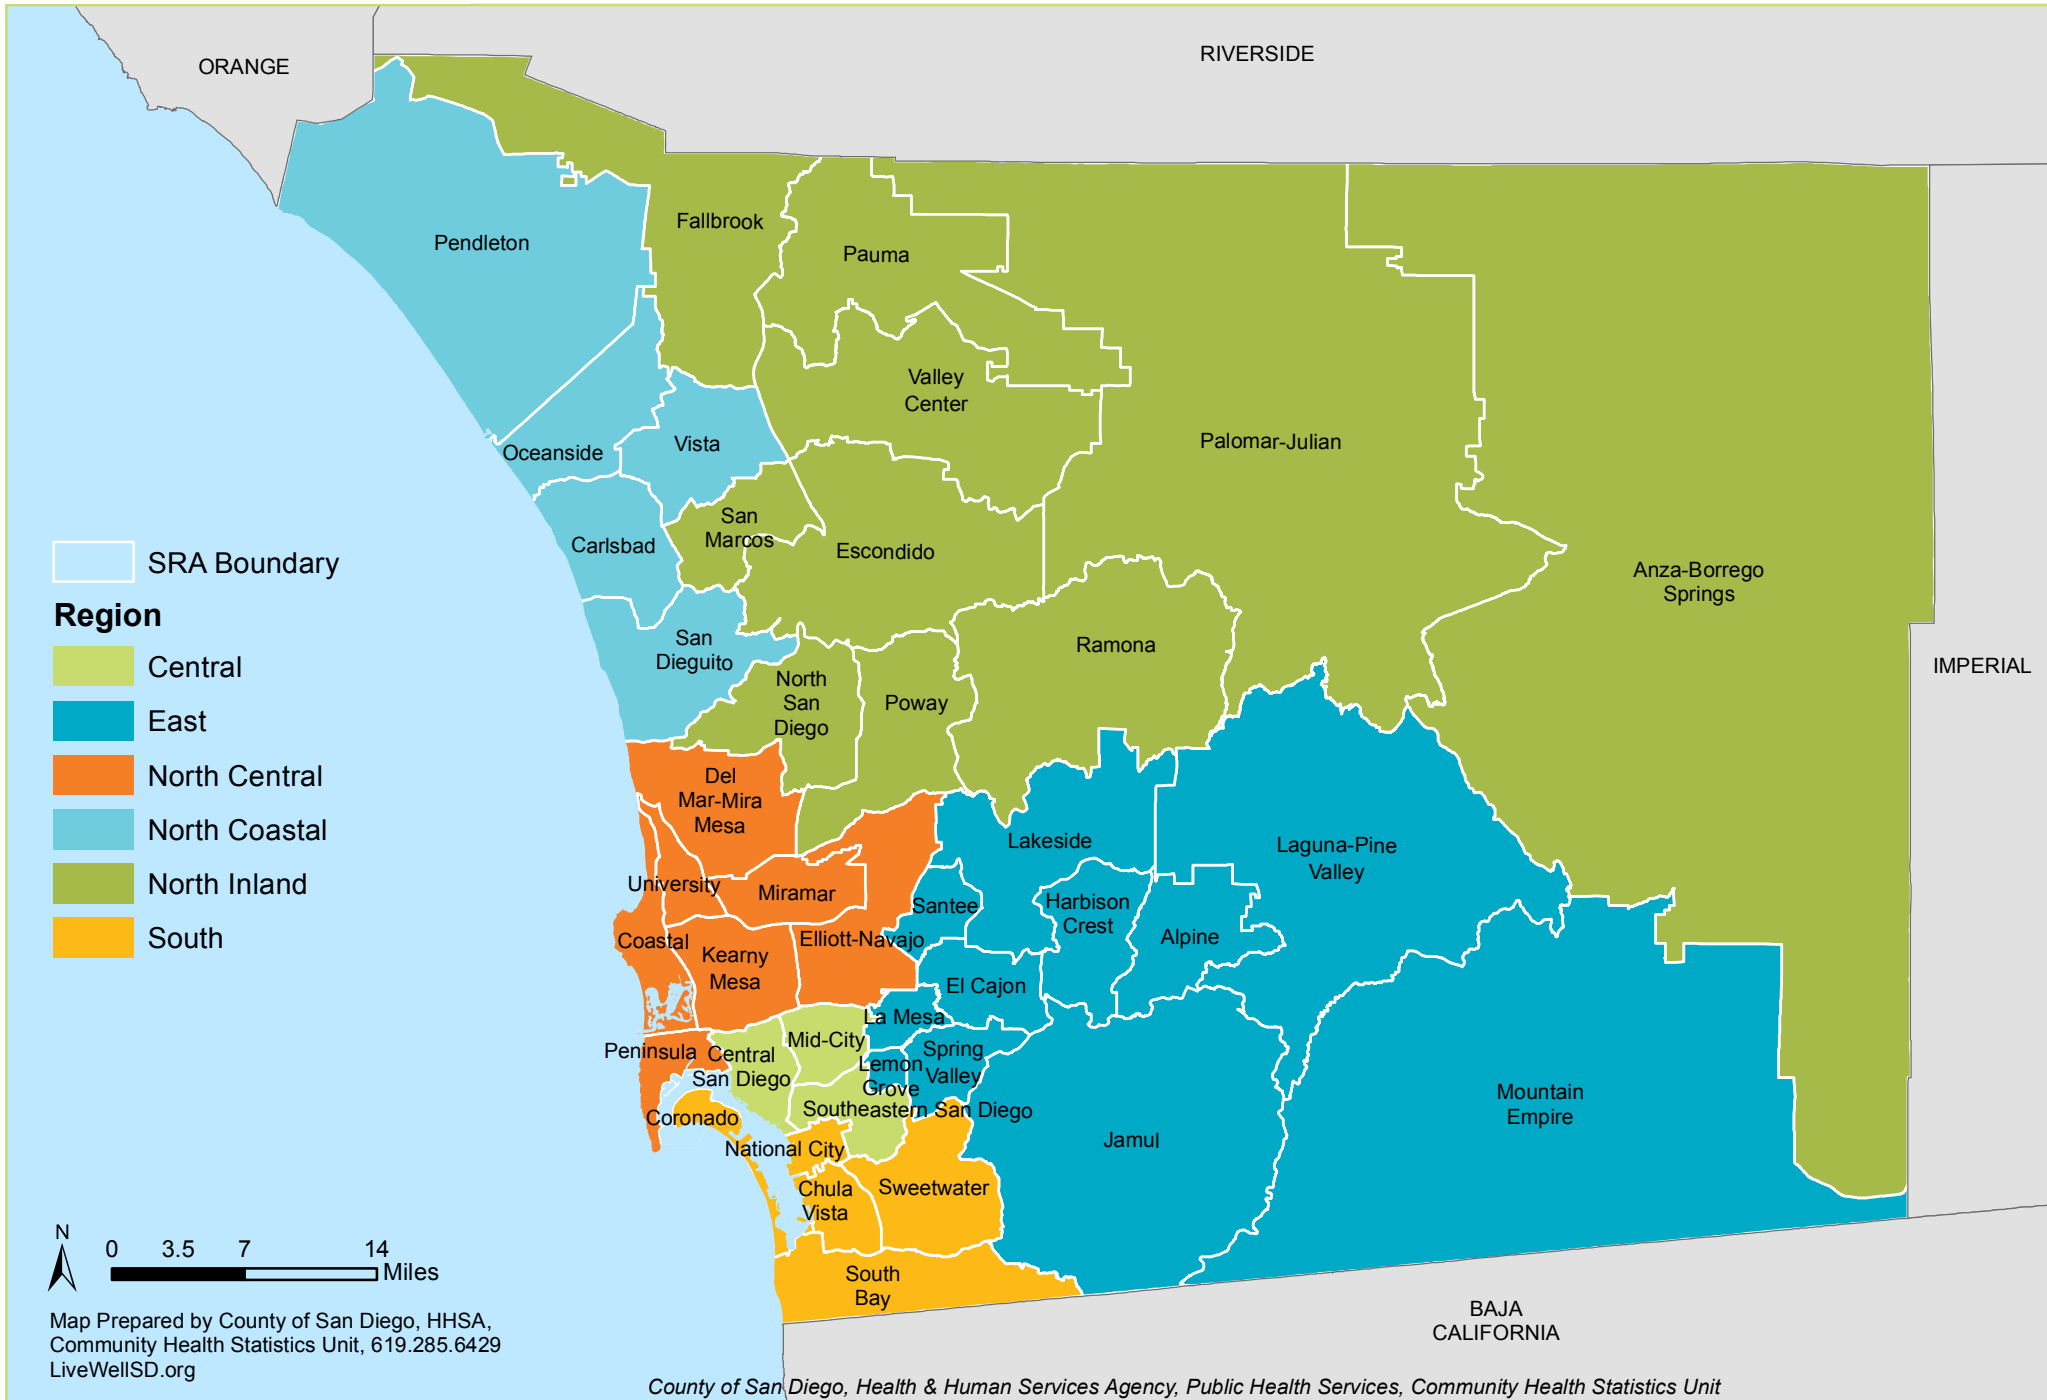 ORANGE
RIVERSIDE
Pendleton
Fallbrook
Pauma
Valley
Center
Palomar-Julian
Oceanside
Vista
San
Marcos
Carlsbad
Escondido
Anza-Borrego
Springs
San
Dieguito
Ramona
North
San
Diego
Poway
IMPERIAL
SRA Boundary
Region
Central
East
North Central
North Coastal
North Inland
South
Del
Mar-Mira
Mesa
Lakeside
Laguna-Pine
Valley
University
Miramar
Santee
Harbison
Crest
Coastal
Kearny
Mesa
Elliott-Navajo
Alpine
El Cajon
La Mesa
Mid-City
Peninsula
Central
San Diego
Lemon
Grove
Spring
Valley
Southeastern San Diego
Coronado
National City
Jamul
Mountain
Empire
Chula
Vista
Sweetwater
South
Bay
BAJA
CALIFORNIA
N
0 3.5 7 14
Miles
Map Prepared by County of San Diego, HHSA,
Community Health Statistics Unit, 619.285.6429
LiveWellSD.org
County of San Diego, Health & Human Services Agency, Public Health Services, Community Health Statistics Unit